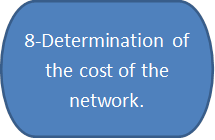 8-Determination of
the cost of the
network.